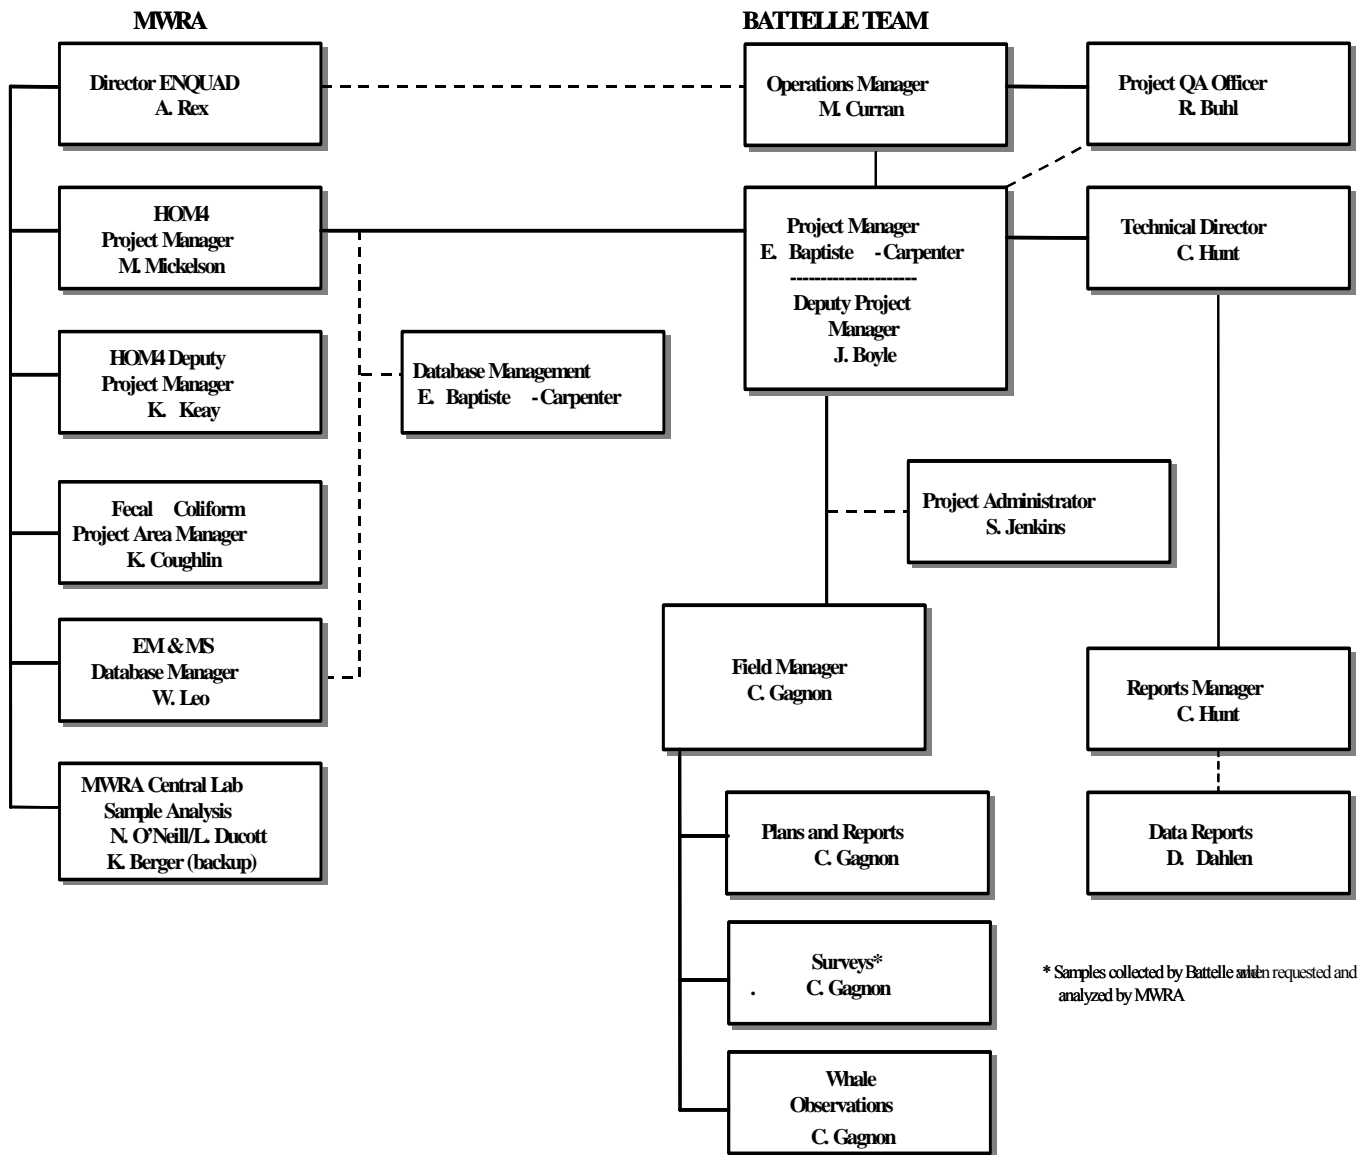 MWRA
BATTELLE TEAM
Director ENQUAD
A. Rex
Operations Manager
M. Curran
Project QA Officer
R. Buhl
HOM4
Project Manager
M. Mickelson
Project Manager
E. Baptiste -Carpenter
---------------------
Deputy Project
Manager
J. Boyle
Technical Director
C. Hunt
HOM4 Deputy
Project Manager
K. Keay
Database Management
E. Baptiste -Carpenter
Fecal Coliform
Project Area Manager
K. Coughlin
Project Administrator
S. Jenkins
EM & MS
Database Manager
W. Leo
Field Manager
C. Gagnon
Reports Manager
C. Hunt
MWRA Central Lab
Sample Analysis
N. O'Neill/L. Ducott
K. Berger (backup)
Plans and Reports
C. Gagnon
Data Reports
D. Dahlen
Surveys*
. C. Gagnon
* Samples collected by Battelle when requested and
analyzed by MWRA
Whale
Observations
C. Gagnon